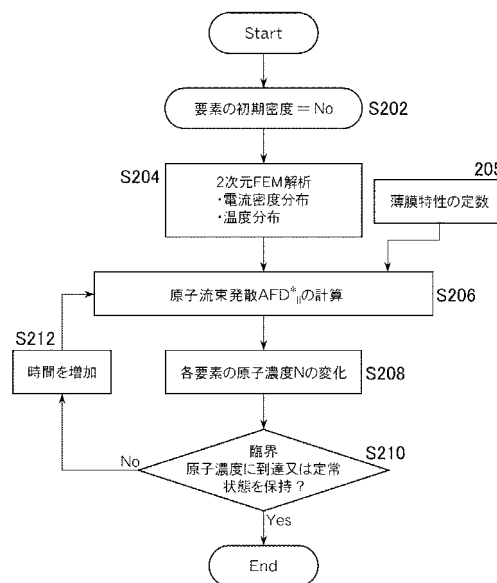 Start
要素の初期密度 = No
S202
S204
2次元FEM解析
・電流密度分布
・温度分布
205
薄膜特性の定数
原子流束発散AFD*llの計算
S206
S212
時間を増加
各要素の原子濃度Nの変化
S208
臨界
原子濃度に到達又は定常
状態を保持?
S210
No
Yes
End